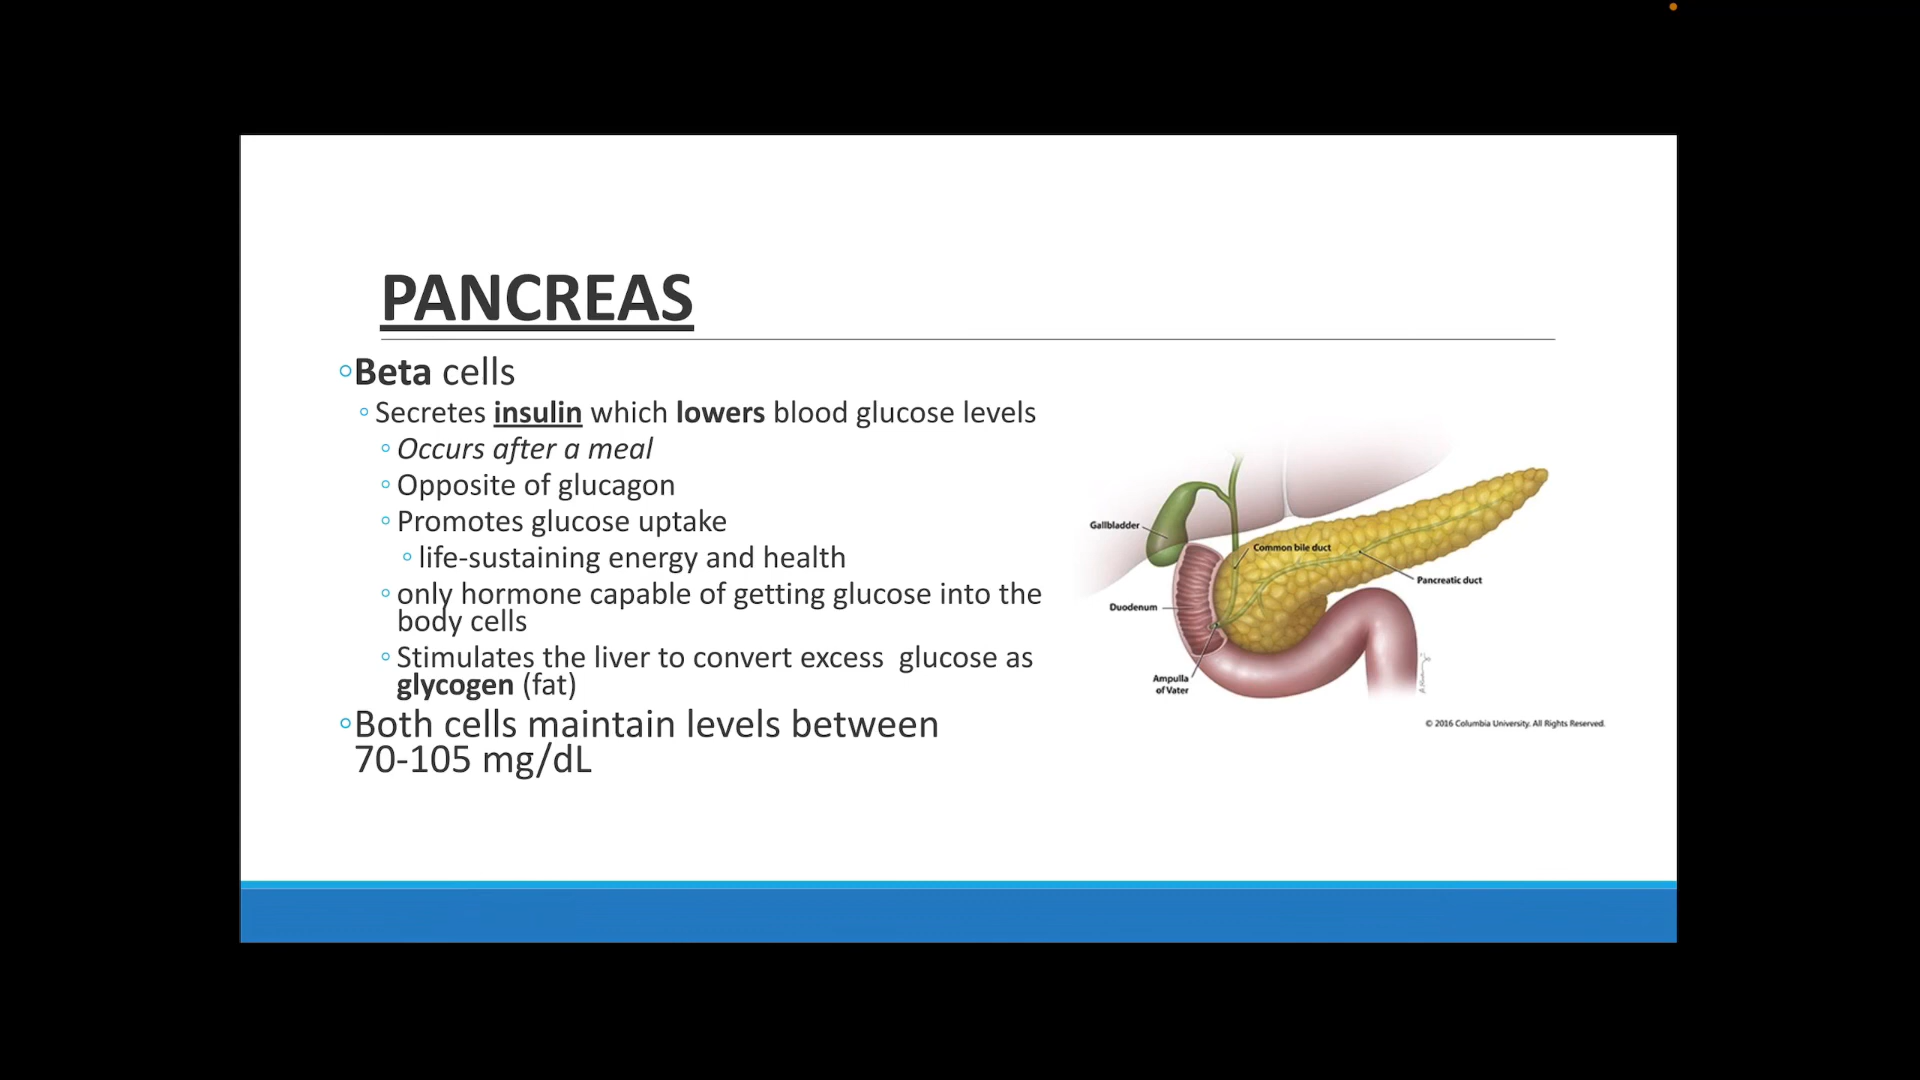 PANCREAS
Beta cells
Secretes insulin which lowers blood glucose levels
Occurs after a meal
Opposite of glucagon
Promotes glucose uptake
life-sustaining energy and health
only hormone capable of getting glucose into the
body cells
Stimulates the liver to convert excess  glucose as
glycogen (fat)
Both cells maintain levels between
70-105 mg/dL
Gallbladder
Common bile duct
Pancreatic duct
Duodenum
Ampulla
of Vater
© 2016 Columbia University. All Rights Reserved.